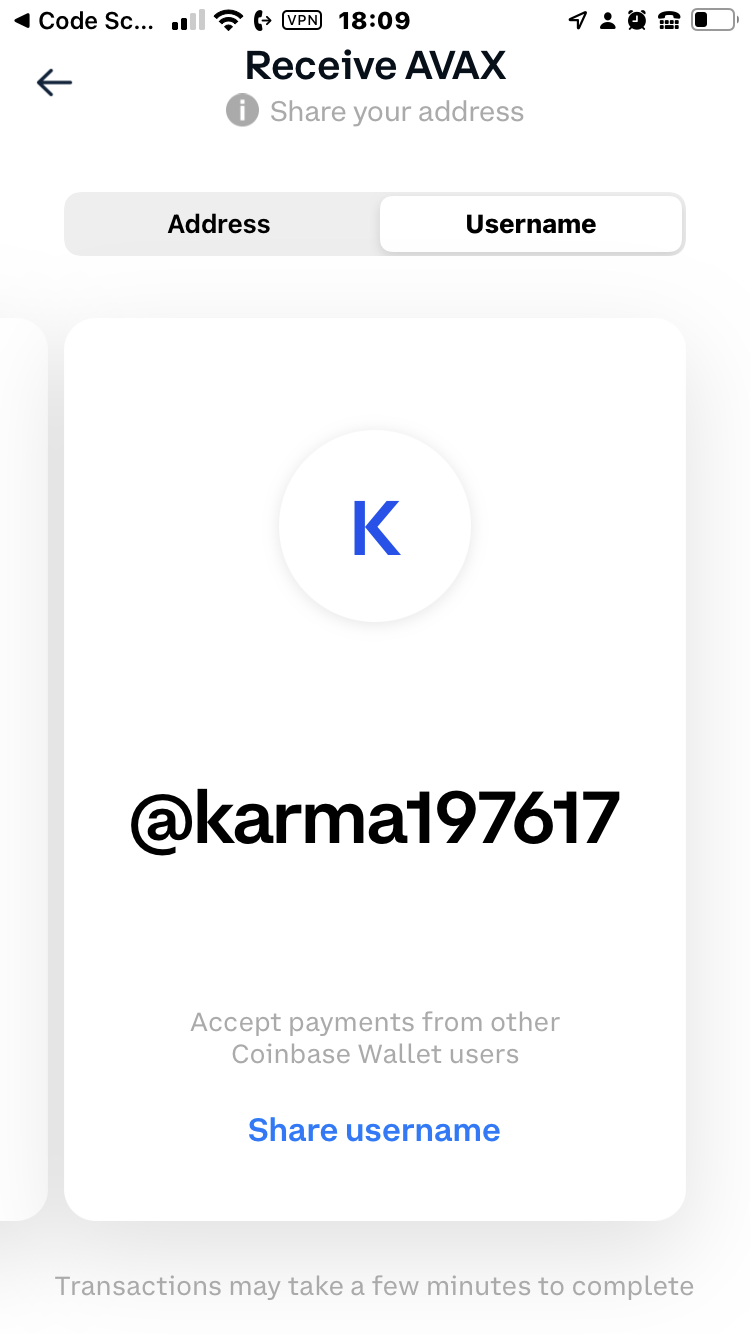 ◀ Code Sc... VPN 18:09
Receive AVAX
i Share your address
Address Username
K
@karma197617
Accept payments from other
Coinbase Wallet users
Share username
Transactions may take a few minutes to complete